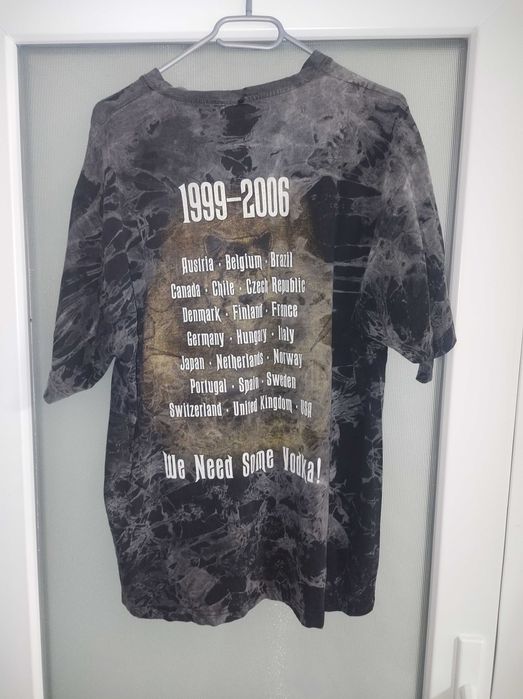 1999-2006
Austria · Belgium · Brazil
Canada · Chile · Czech Republic
Denmark · Finland · Frnce
Germany · Hungary · Italy
Japan · Netherlands · Norway
Portugal · Spain · Sweden
Switzerland · United Kingdom · USA
We Need Some Vodka!